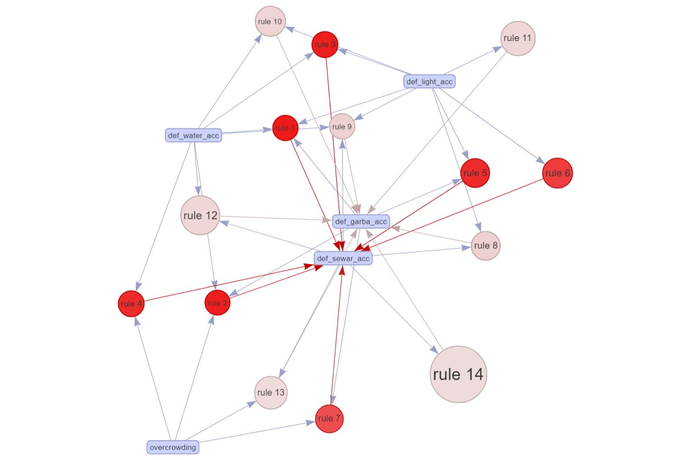 rule 10
rule 3
rule 11
def_light_acc
rule 1
rule 9
def_water_acc
rule 5
rule 6
rule 12
def_garba_acc
rule 8
def_sewar_acc
rule 4
rule 2
rule 14
rule 13
rule 7
overcrowding